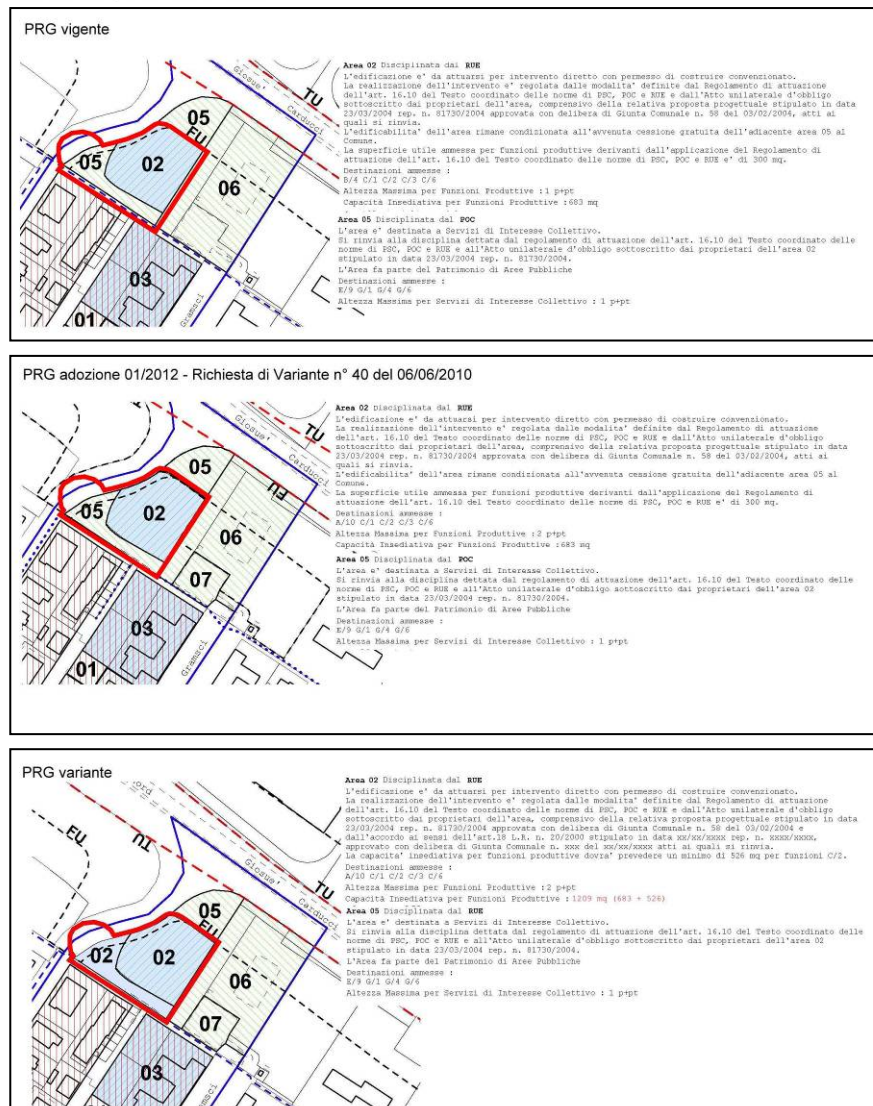 PRG vigente
Giosue'
Carducci
TU
05
EU
05
02
06
03
01
Gramsci
Area 02 Disciplinata dal RUE
L'edificazione e' da attuarsi per intervento diretto con permesso di costruire convenzionato.
La realizzazione dell'intervento e' regolata dalle modalita' definite dal Regolamento di attuazione
dell'art. 16.10 del Testo coordinato delle norme di PSC, POC e RUE e dall'Atto unilaterale d'obbligo
sottoscritto dai proprietari dell'area, comprensivo della relativa proposta progettuale stipulato in data
23/03/2004 rep. n. 81730/2004 approvata con delibera di Giunta Comunale n. 58 del 03/02/2004, atti ai
quali si rinvia.
L'edificabilita' dell'area rimane condizionata all'avvenuta cessione gratuita dell'adiacente area 05 al
Comune.
La superficie utile ammessa per funzioni produttive derivanti dall'applicazione del Regolamento di
attuazione dell'art. 16.10 del Testo coordinato delle norme di PSC, POC e RUE e' di 300 mq.
Destinazioni ammesse :
B/4 C/1 C/2 C/3 C/6
Altezza Massima per Funzioni Produttive : 1 p+pt
Capacità Insediativa per Funzioni Produttive :683 mq
Area 05 Disciplinata dal POC
L'area e' destinata a Servizi di Interesse Collettivo.
Si rinvia alla disciplina dettata dal regolamento di attuazione dell'art. 16.10 del Testo coordinato delle
norme di PSC, POC e RUE e all'Atto unilaterale d'obbligo sottoscritto dai proprietari dell'area 02
stipulato in data 23/03/2004 rep. n. 81730/2004.
L'Area fa parte del Patrimonio di Aree Pubbliche
Destinazioni ammesse :
E/9 G/1 G/4 G/6
Altezza Massima per Servizi di Interesse Collettivo : 1 p+pt
PRG adozione 01/2012 - Richiesta di Variante n° 40 del 06/06/2010
Giosue'
Carducci
TU
05
EU
05
02
06
07
03
01
Gramsci
Area 02 Disciplinata dal RUE
L'edificazione e' da attuarsi per intervento diretto con permesso di costruire convenzionato.
La realizzazione dell'intervento e' regolata dalle modalita' definite dal Regolamento di attuazione
dell'art. 16.10 del Testo coordinato delle norme di PSC, POC e RUE e dall'Atto unilaterale d'obbligo
sottoscritto dai proprietari dell'area, comprensivo della relativa proposta progettuale stipulato in data
23/03/2004 rep. n. 81730/2004 approvata con delibera di Giunta Comunale n. 58 del 03/02/2004, atti ai
quali si rinvia.
L'edificabilita' dell'area rimane condizionata all'avvenuta cessione gratuita dell'adiacente area 05 al
Comune.
La superficie utile ammessa per funzioni produttive derivanti dall'applicazione del Regolamento di
attuazione dell'art. 16.10 del Testo coordinato delle norme di PSC, POC e RUE e' di 300 mq.
Destinazioni ammesse :
A/10 C/1 C/2 C/3 C/6
Altezza Massima per Funzioni Produttive :2 p+pt
Capacità Insediativa per Funzioni Produttive :683 mq
Area 05 Disciplinata dal POC
L'area e' destinata a Servizi di Interesse Collettivo.
Si rinvia alla disciplina dettata dal regolamento di attuazione dell'art. 16.10 del Testo coordinato delle
norme di PSC, POC e RUE e all'Atto unilaterale d'obbligo sottoscritto dai proprietari dell'area 02
stipulato in data 23/03/2004 rep. n. 81730/2004.
L'Area fa parte del Patrimonio di Aree Pubbliche
Destinazioni ammesse :
E/9 G/1 G/4 G/6
Altezza Massima per Servizi di Interesse Collettivo : 1 p+pt
PRG variante
EU
TU
Giosue'
Carducci
TU
05
EU
02
02
06
07
03
Area 02 Disciplinata dal RUE
L'edificazione e' da attuarsi per intervento diretto con permesso di costruire convenzionato.
La realizzazione dell'intervento e' regolata dalle modalita' definite dal Regolamento di attuazione
dell'art. 16.10 del Testo coordinato delle norme di PSC, POC e RUE e dall'Atto unilaterale d'obbligo
sottoscritto dai proprietari dell'area, comprensivo della relativa proposta progettuale stipulato in data
23/03/2004 rep. n. 81730/2004 approvata con delibera di Giunta Comunale n. 58 del 03/02/2004 e
dall'accordo ai sensi dell'art.18 L.R. n. 20/2000 stipulato in data xx/xx/xxxx rep, n. xxxx/xxxx,
approvato con delibera di Giunta Comunale n. xxx del xx/xx/xxxx atti ai quali si rinvia.
La capacita' insediativa per funzioni produttive dovra' prevedere un minimo di 526 mq per funzioni C/2.
Destinazioni ammesse :
A/10 C/1 C/2 C/3 C/6
Altezza Massima per Funzioni Produttive :2 p+pt
Capacità Insediativa per Funzioni Produttive : 1209 mq (683 + 526)
Area 05 Disciplinata dal RUE
L'area e' destinata a Servizi di Interesse Collettivo.
Si rinvia alla disciplina dettata dal regolamento di attuazione dell'art. 16.10 del Testo coordinato delle
norme di PSC, POC e RUE e all'Atto unilaterale d'obbligo sottoscritto dai proprietari dell'area 02
stipulato in data 23/03/2004 rep. n. 81730/2004.
L'Area fa parte del Patrimonio di Aree Pubbliche
Destinazioni ammesse :
E/9 G/1 G/4 G/6
Altezza Massima per Servizi di Interesse Collettivo : 1 p+pt